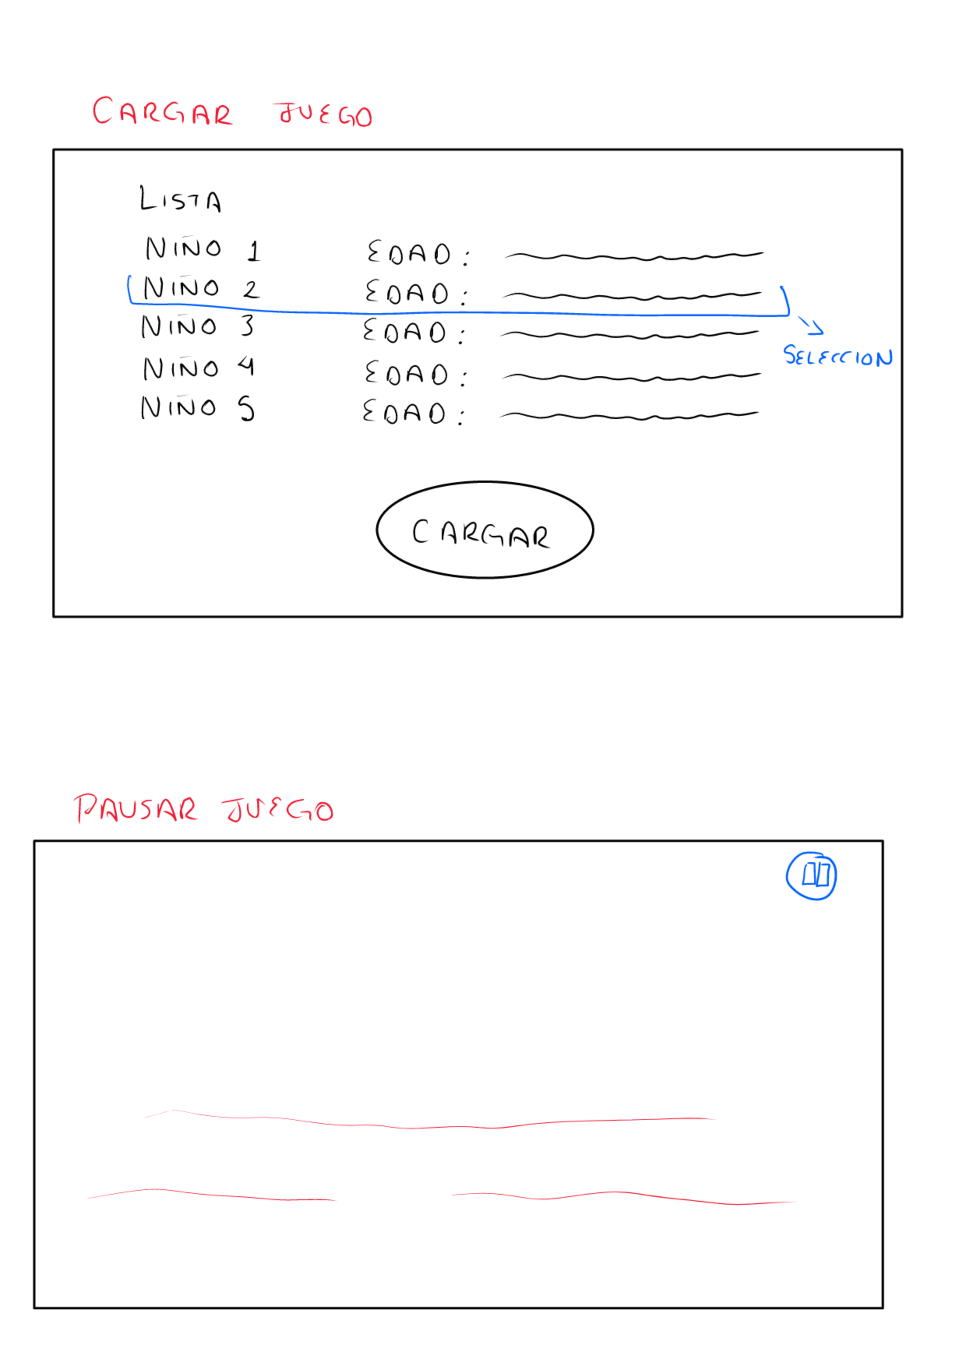 CARGAR JUEGO
LISTA
NIÑO 1 EDAD:
NIÑO 2 EDAD:
NIÑO 3 EDAD:
SELECCION
NIÑO 4 EDAD:
NIÑO 5 EDAD:
CARGAR
PAUSAR JUEGO